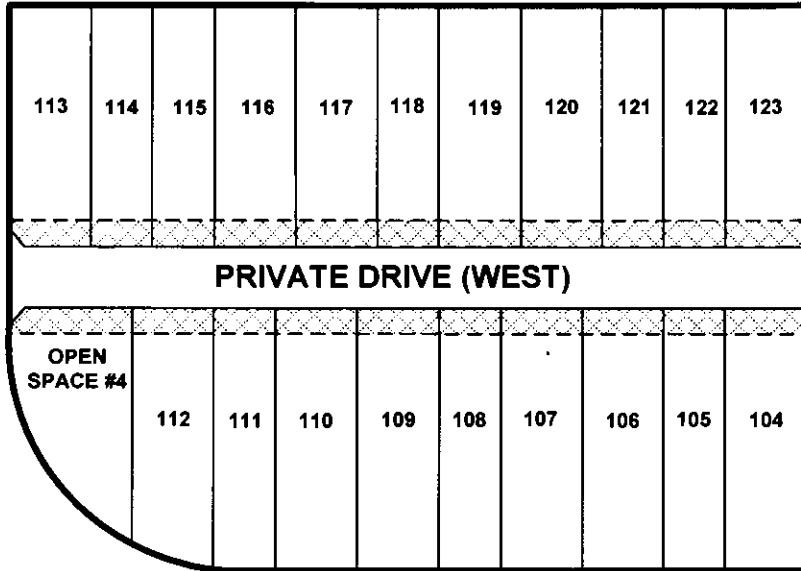 113 114 115 116 117 118 119 120 121 122 123
PRIVATE DRIVE (WEST)
OPEN
SPACE #4
112 111 110 109 108 107 106 105 104